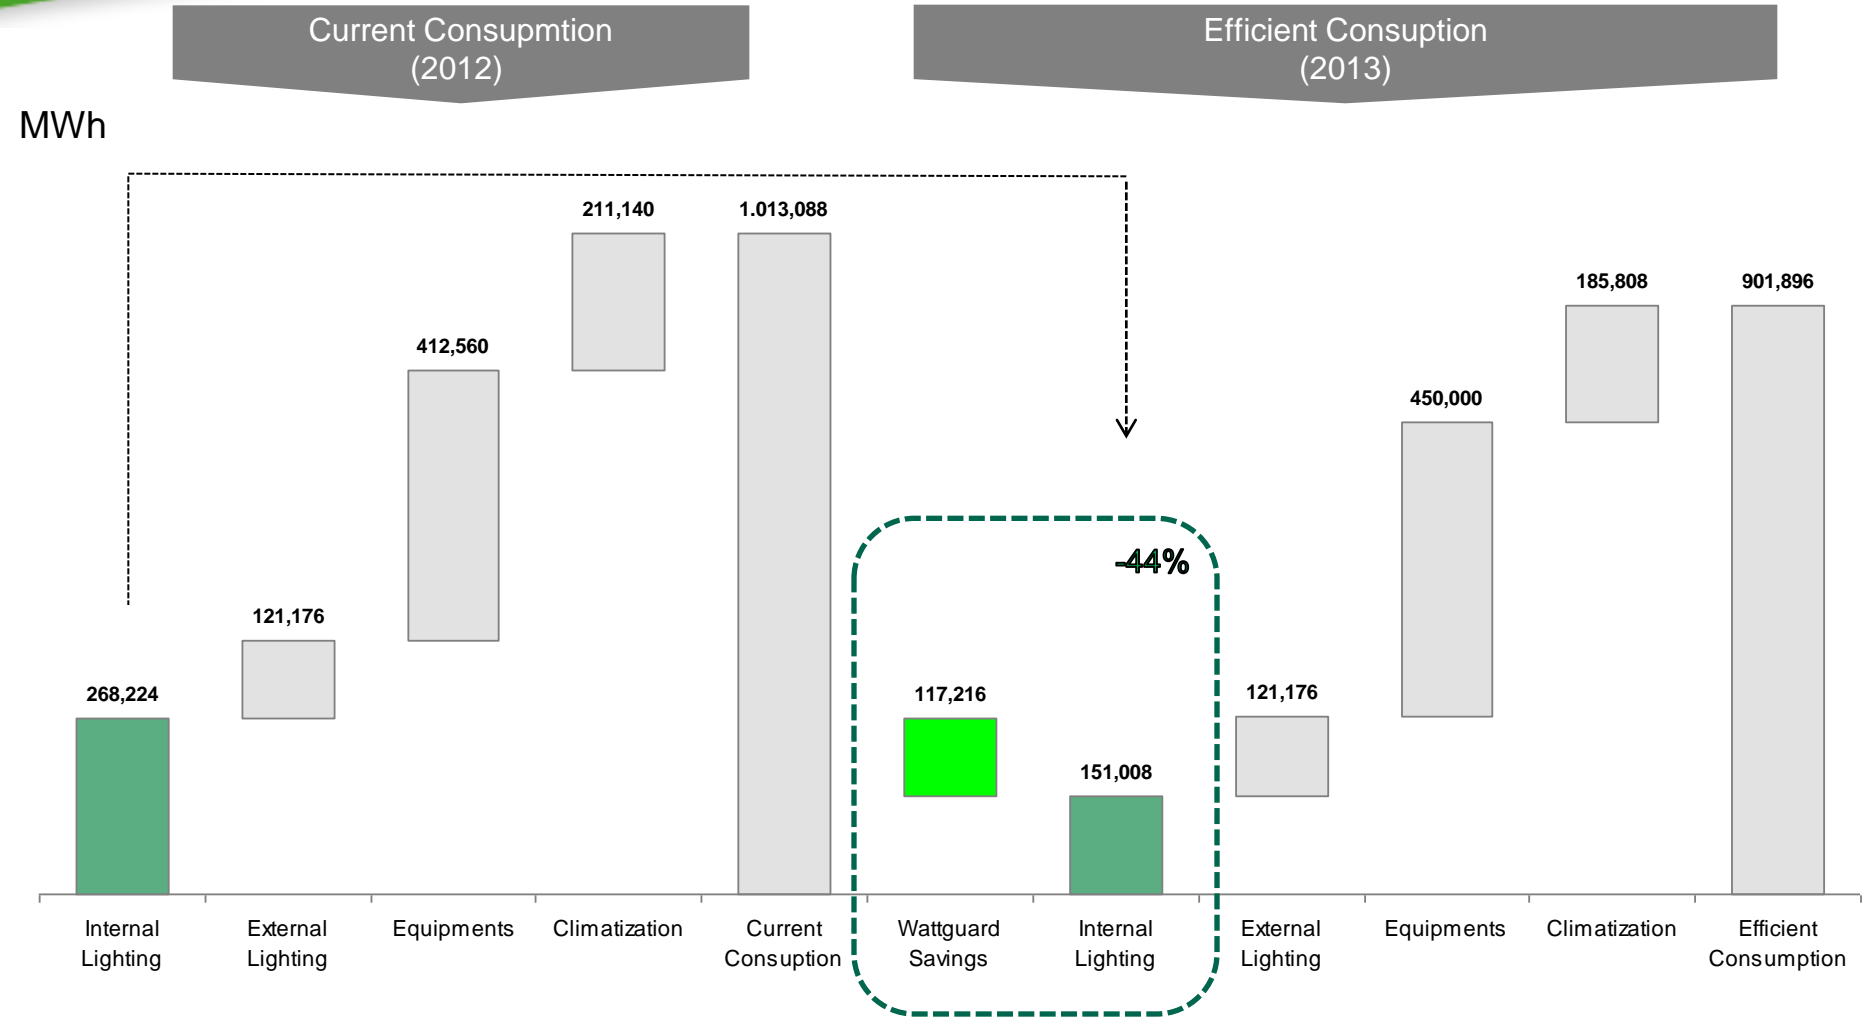 Current Consupmtion
(2012)
Efficient Consuption
(2013)
MWh
211,140
1.013,088
185,808
901,896
412,560
450,000
-44%
121,176
268,224
117,216
121,176
151,008
Internal
Lighting
External
Lighting
Equipments
Climatization
Current
Consuption
Wattguard
Savings
Internal
Lighting
External
Lighting
Equipments
Climatization
Efficient
Consumption